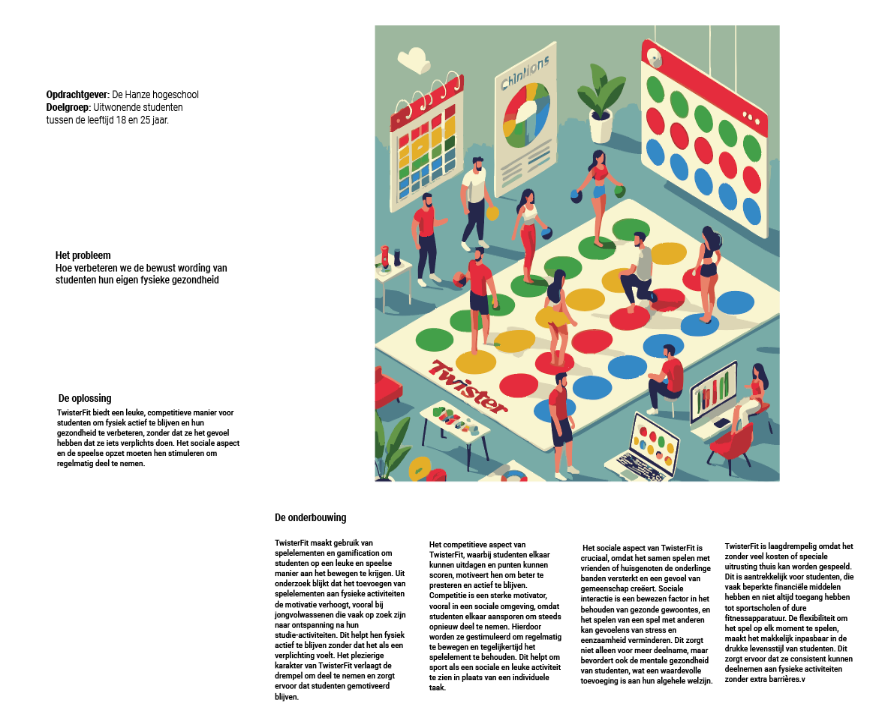 Opdrachtgever: De Hanze hogeschool
Doelgroep: Uitwonende studenten
tussen de leeftijd 18 en 25 jaar.
Het probleem
Hoe verbeteren we de bewust wording van
studenten hun eigen fysieke gezondheid
De oplossing
TwisterFit biedt een leuke, competitieve manier voor
studenten om fysiek actief te blijven en hun
gezondheid te verbeteren, zonder dat ze het gevoel
hebben dat ze iets verplichts doen. Het sociale aspect
en de speelse opzet moeten hen stimuleren om
regelmatig deel te nemen.
Twister
De onderbouwing
TwisterFit maakt gebruik van
spelelementen en gamification om
studenten op een leuke en speelse
manier aan het bewegen te krijgen. Uit
onderzoek blijkt dat het toevoegen van
spelelementen aan fysieke activiteiten
de motivatie verhoogt, vooral bij
jongvolwassenen die vaak op zoek zijn
naar ontspanning na hun
studie-activiteiten. Dit helpt hen fysiek
actief te blijven zonder dat het als een
verplichting voelt. Het plezierige
karakter van TwisterFit verlaagt de
drempel om deel te nemen en zorgt
ervoor dat studenten gemotiveerd
blijven.
Het competitieve aspect van
TwisterFit, waarbij studenten elkaar
kunnen uitdagen en punten kunnen
scoren, motiveert hen om beter te
presteren en actief te blijven.
Competitie is een sterke motivator,
vooral in een sociale omgeving, omdat
studenten elkaar aansporen om steeds
opnieuw deel te nemen. Hierdoor
worden ze gestimuleerd om regelmatig
te bewegen en tegelijkertijd het
spelelement te behouden. Dit helpt om
sport als een sociale en leuke activiteit
te zien in plaats van een individuele
taak.
Het sociale aspect van TwisterFit is
cruciaal, omdat het samen spelen met
vrienden of huisgenoten de onderlinge
banden versterkt en een gevoel van
gemeenschap creëert. Sociale
interactie is een bewezen factor in het
behouden van gezonde gewoontes, en
het spelen van een spel met anderen
kan gevoelens van stress en
eenzaamheid verminderen. Dit zorgt
niet alleen voor meer deelname, maar
bevordert ook de mentale gezondheid
van studenten, wat een waardevolle
toevoeging is aan hun algehele welzijn.
TwisterFit is laagdrempelig omdat het
zonder veel kosten of speciale
uitrusting thuis kan worden gespeeld.
Dit is aantrekkelijk voor studenten, die
vaak beperkte financiële middelen
hebben en niet altijd toegang hebben
tot sportscholen of dure
fitnessapparatuur. De flexibiliteit om
het spel op elk moment te spelen,
maakt het makkelijk inpasbaar in de
drukke levensstijl van studenten. Dit
zorgt ervoor dat ze consistent kunnen
deelnemen aan fysieke activiteiten
zonder extra barrières.v